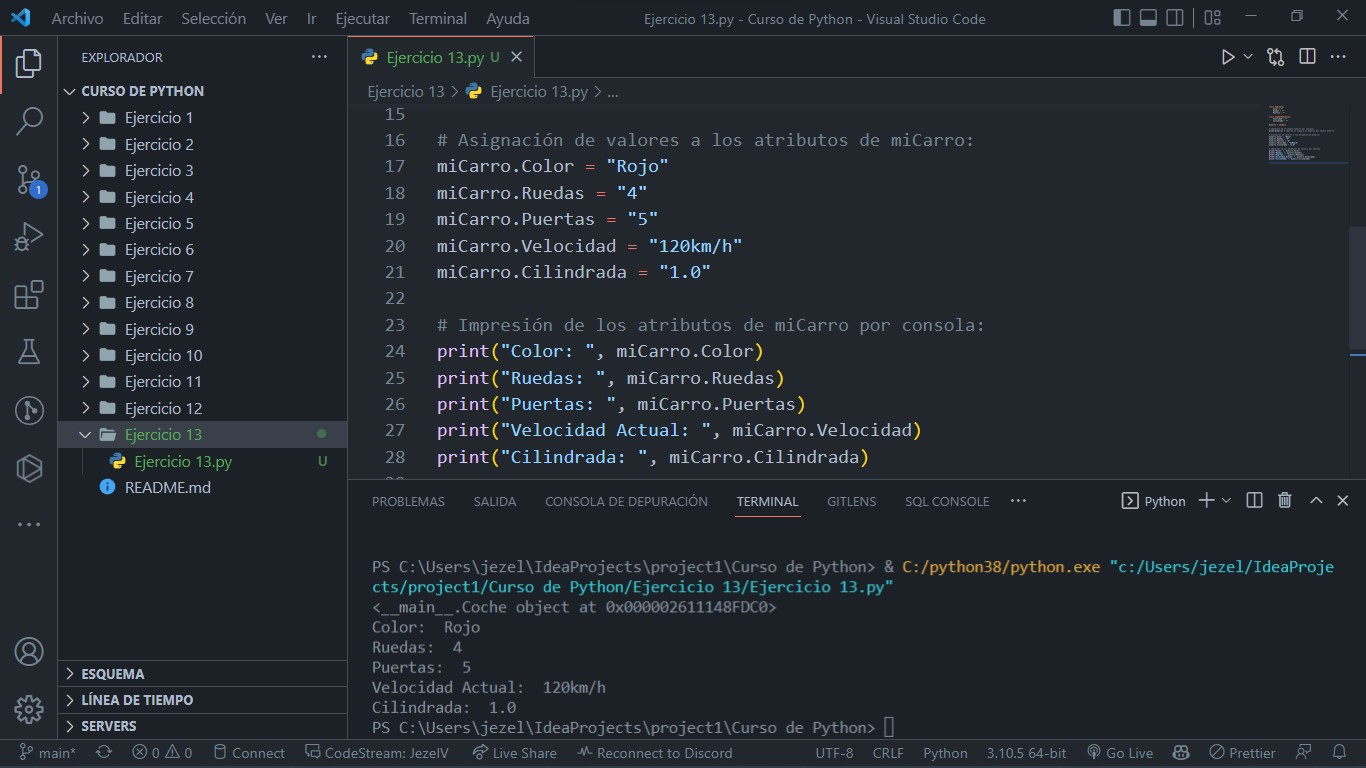 Archivo Editar Selección Ver Ir Ejecutar Terminal Ayuda Ejercicio 13.py - Curso de Python - Visual Studio Code
EXPLORADOR
CURSO DE PYTHON
Ejercicio 1
Ejercicio 2
Ejercicio 3
Ejercicio 4
Ejercicio 5
Ejercicio 6
Ejercicio 7
Ejercicio 8
Ejercicio 9
Ejercicio 10
Ejercicio 11
Ejercicio 12
Ejercicio 13
Ejercicio 13.py U
README.md
ESQUEMA
LÍNEA DE TIEMPO
SERVERS
1
Ejercicio 13.py U
Ejercicio 13 > Ejercicio 13.py > ...
15
16 # Asignación de valores a los atributos de miCarro:
17 miCarro.Color = "Rojo"
18 miCarro.Ruedas = "4"
19 miCarro.Puertas = "5"
20 miCarro.Velocidad = "120km/h"
21 miCarro.Cilindrada = "1.0"
22
23 # Impresión de los atributos de miCarro por consola:
24 print("Color: ", miCarro.Color)
25 print("Ruedas: ", miCarro.Ruedas)
26 print("Puertas: ", miCarro.Puertas)
27 print("Velocidad Actual: ", miCarro.Velocidad)
28 print("Cilindrada: ", miCarro.Cilindrada)
PROBLEMAS SALIDA CONSOLA DE DEPURACIÓN TERMINAL GITLENS SQL CONSOLE ... Python
PS C:\Users\jezel\IdeaProjects\project1\Curso de Python> & C:/python38/python.exe "c:/Users/jezel/IdeaProje
cts/project1/Curso de Python/Ejercicio 13/Ejercicio 13.py"
<__main__.Coche object at 0x000002611148FDC0>
Color:  Rojo
Ruedas:  4
Puertas:  5
Velocidad Actual:  120km/h
Cilindrada:  1.0
PS C:\Users\jezel\IdeaProjects\project1\Curso de Python>
main* 0 0 Connect CodeStream: JezelV Live Share Reconnect to Discord UTF-8 CRLF Python 3.10.5 64-bit Go Live Prettier